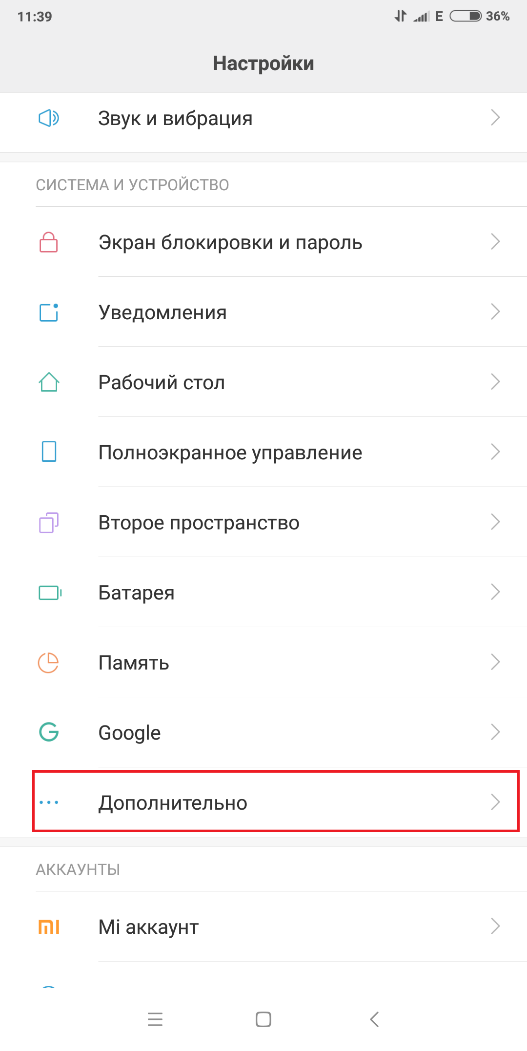 11:39 E 36%
Настройки
Звук и вибрация
СИСТЕМА И УСТРОЙСТВО
Экран блокировки и пароль
Уведомления
Рабочий стол
Полноэкранное управление
Второе пространство
Батарея
Память
Google
Дополнительно
АККАУНТЫ
Mi аккаунт